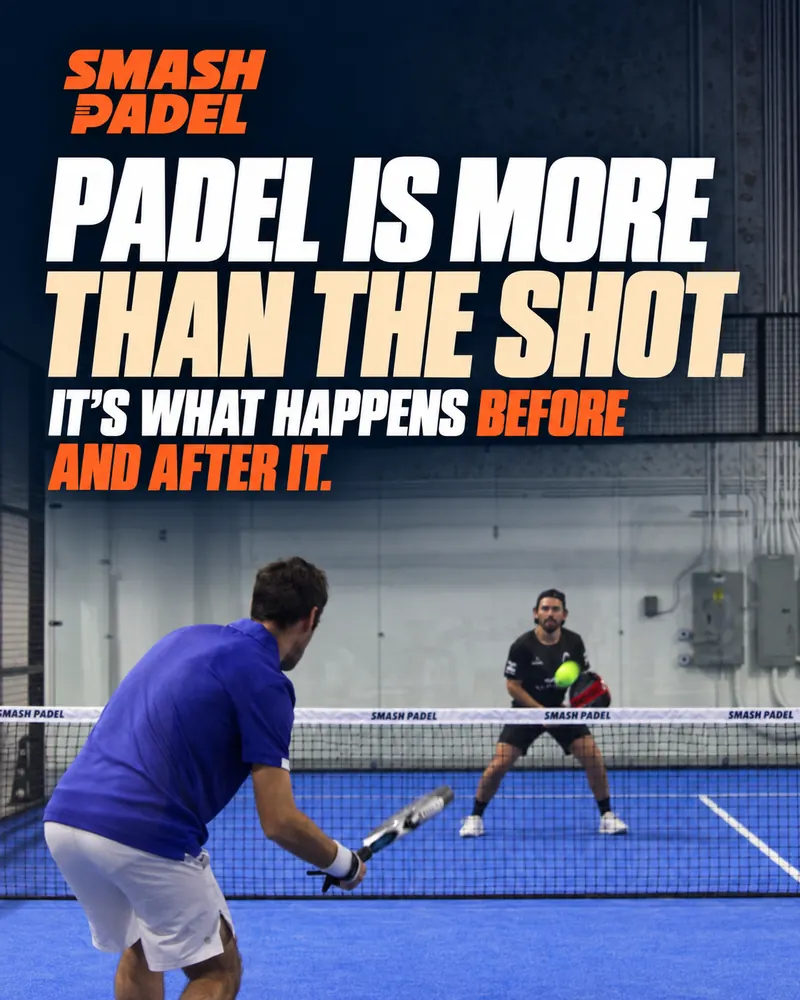 SMASH
PADEL
PADEL IS MORE
THAN THE SHOT.
IT'S WHAT HAPPENS BEFORE
AND AFTER IT.
SMASH PADEL
SMASH PADEL
SMASH PADEL
SMASH PADEL